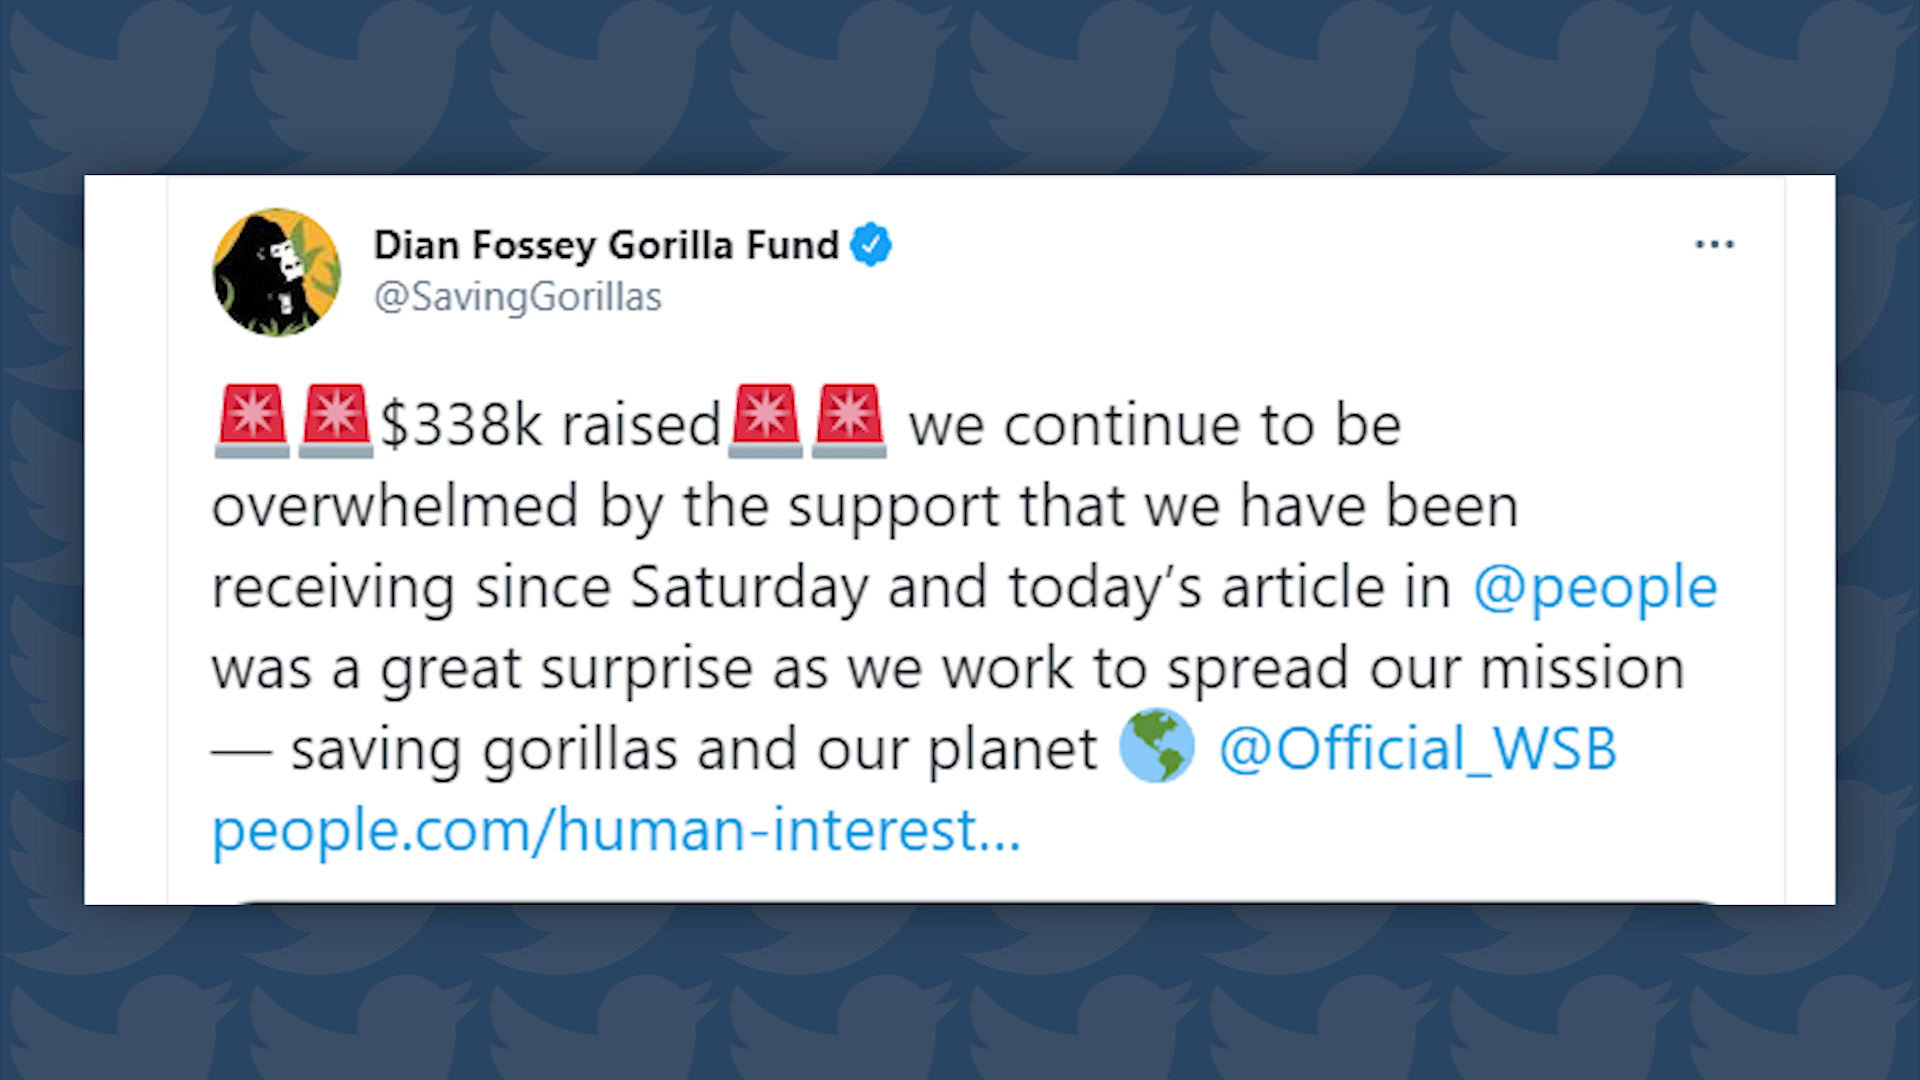 Dian Fossey Gorilla Fund
@SavingGorillas
🚨🚨$338k raised🚨🚨 we continue to be
overwhelmed by the support that we have been
receiving since Saturday and today’s article in @people
was a great surprise as we work to spread our mission
— saving gorillas and our planet 🌎 @Official_WSB
people.com/human-interest...